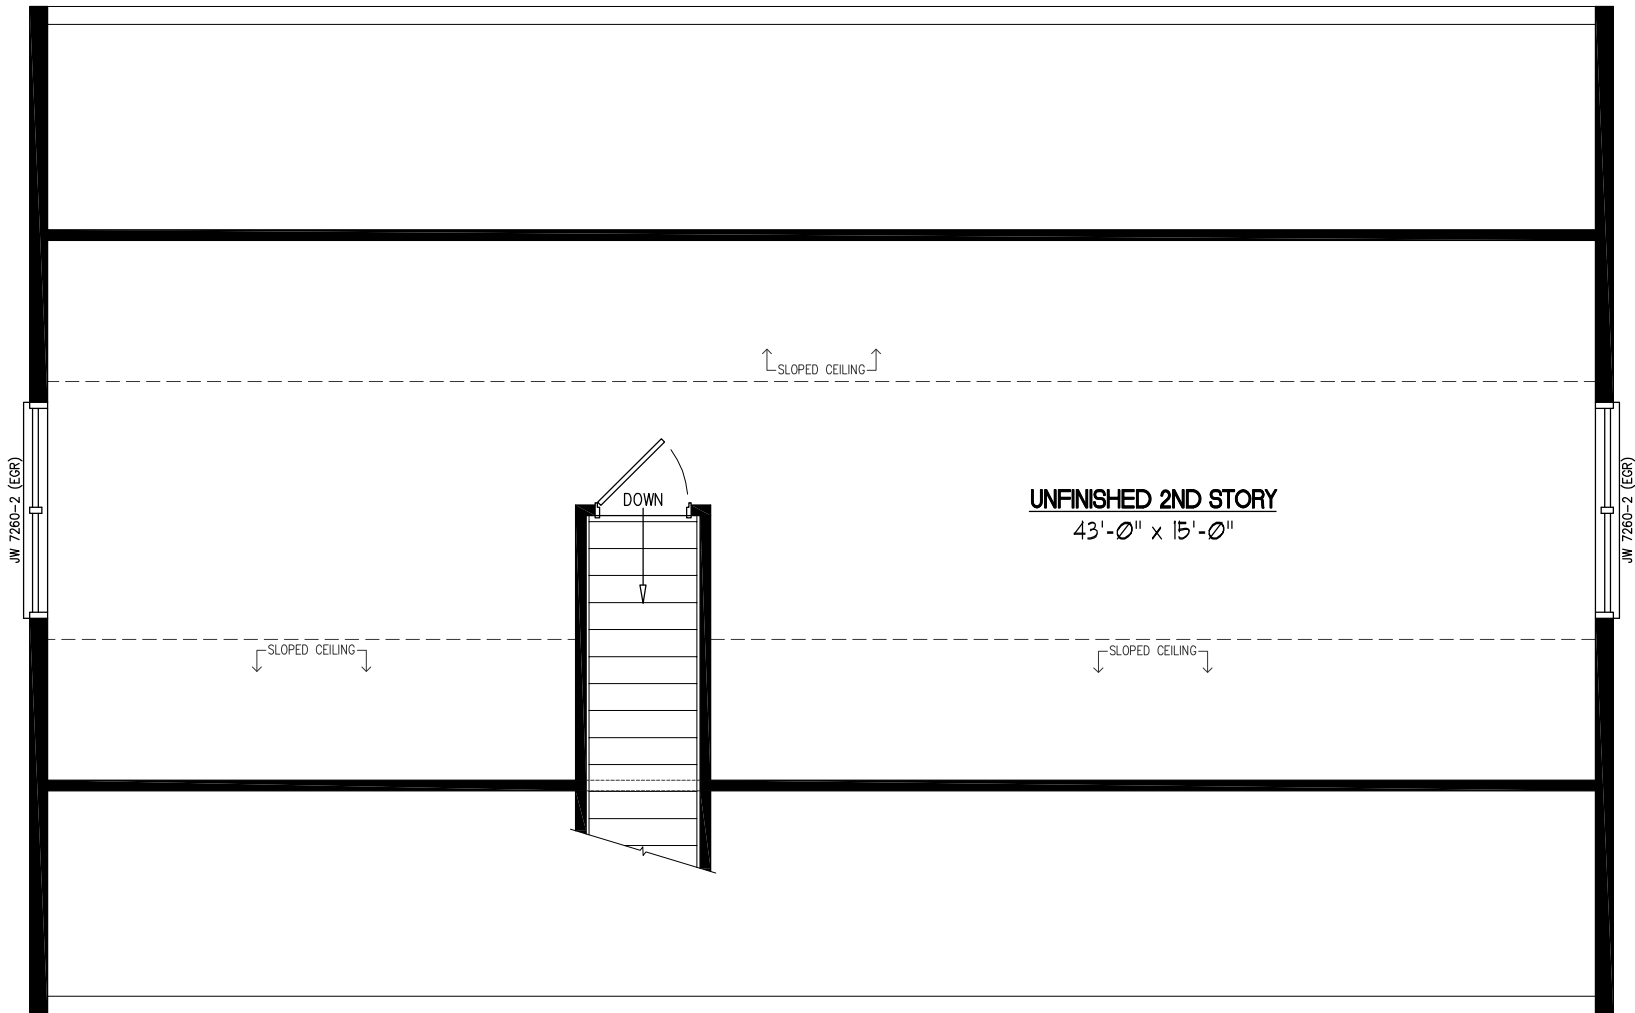 SLOPED CEILING
JW 7260-2 (EGR)
DOWN
UNFINISHED 2ND STORY
43'-0" x 15'-0"
JW 7260-2 (EGR)
SLOPED CEILING
SLOPED CEILING